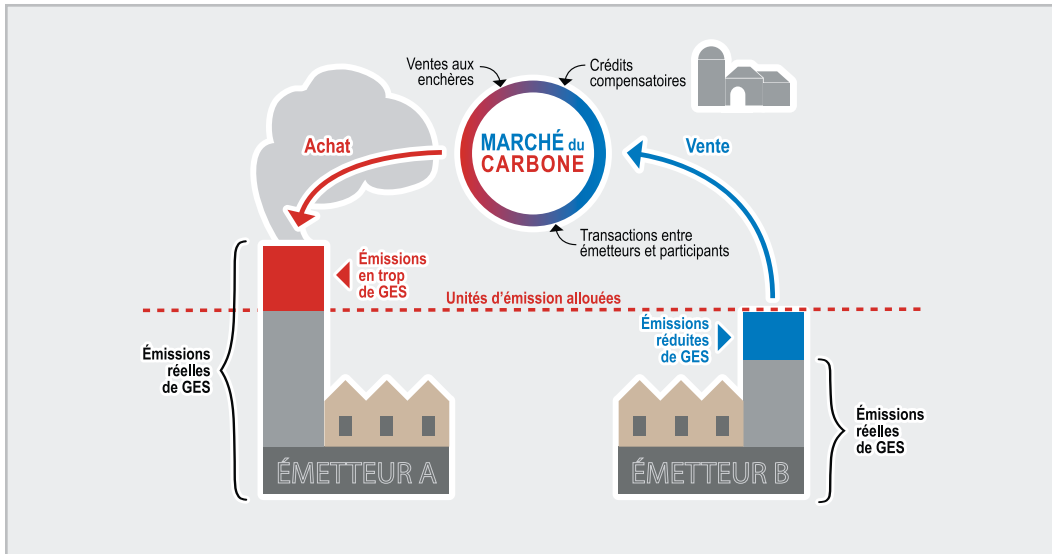 Ventes aux
enchères
Crédits
compensatoires
Achat
MARCHÉ du
CARBONE
Vente
Transactions entre
émetteurs et participants
Émissions
en trop
de GES
Unités d'émission allouées
Émissions
réduites
de GES
Émissions
réelles
de GES
Émissions
réelles
de GES
ÉMETTEUR A
ÉMETTEUR B